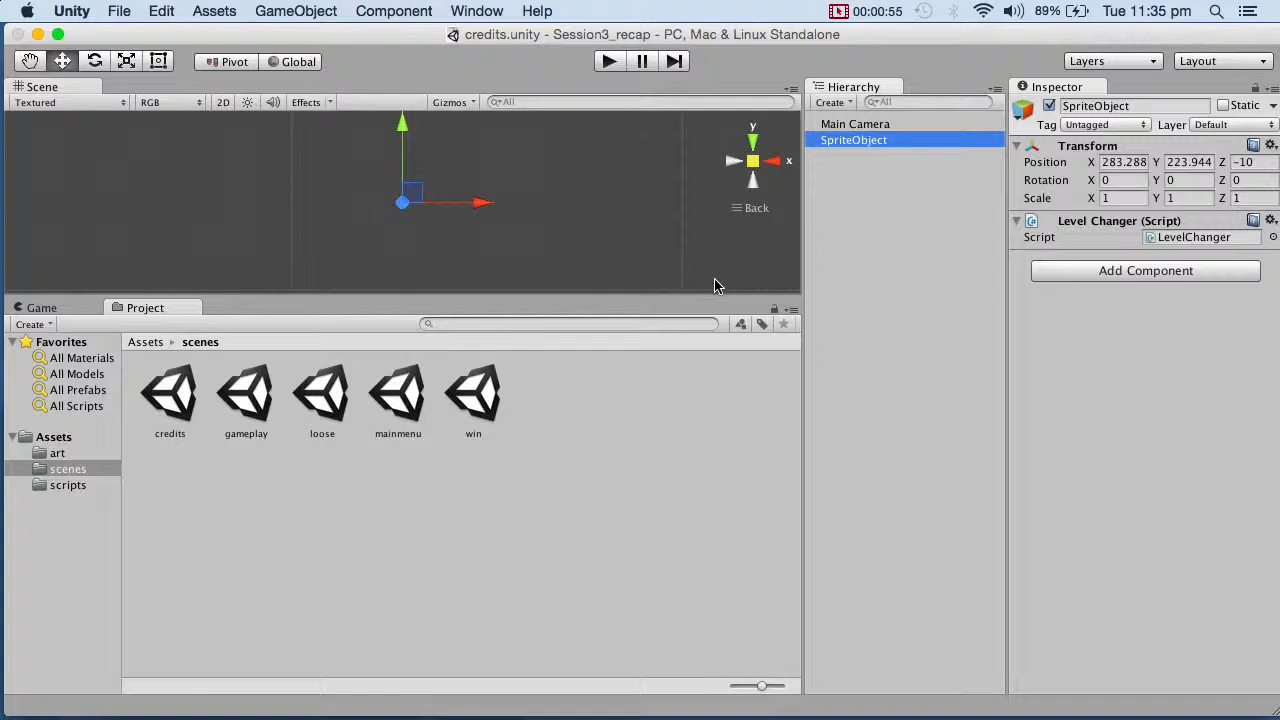 Unity File Edit Assets GameObject Component Window Help 00:00:55 89% Tue 11:35 pm
credits.unity - Session3_recap - PC, Mac & Linux Standalone
Pivot Global Layers Layout
Scene Hierarchy Inspector
Textured RGB 2D Effects Gizmos All Create All SpriteObject Static
Main Camera Tag Untagged Layer Default
SpriteObject Transform
y x Back
Position X 283.288 Y 223.944 Z -10
Rotation X 0 Y 0 Z 0
Scale X 1 Y 1 Z 1
Level Changer (Script)
Script LevelChanger
Add Component
Game Project
Create
Favorites Assets scenes
All Materials
All Models
All Prefabs
All Scripts
credits gameplay loose mainmenu win
Assets
art
scenes
scripts